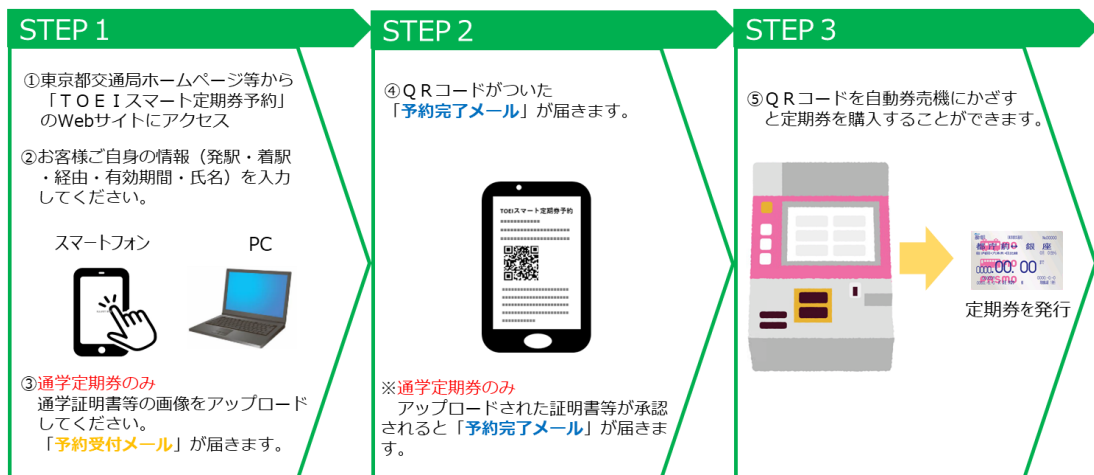 STEP 1
①東京都交通局ホームページ等から
「ＴＯＥＩスマート定期券予約」
のWebサイトにアクセス
②お客様ご自身の情報（発駅・着駅
・経由・有効期間・氏名）を入力
してください。
スマートフォン
PC
③通学定期券のみ
通学証明書等の画像をアップロード
してください。
「予約受付メール」が届きます。
STEP 2
④ＱＲコードがついた
「予約完了メール」が届きます。
TOEIスマート定期券予約
※通学定期券のみ
アップロードされた証明書等が承認
されると「予約完了メール」が届きま
す。
STEP 3
⑤ＱＲコードを自動券売機にかざす
と定期券を購入することができます。
銀 座
00. 00
定期券を発行